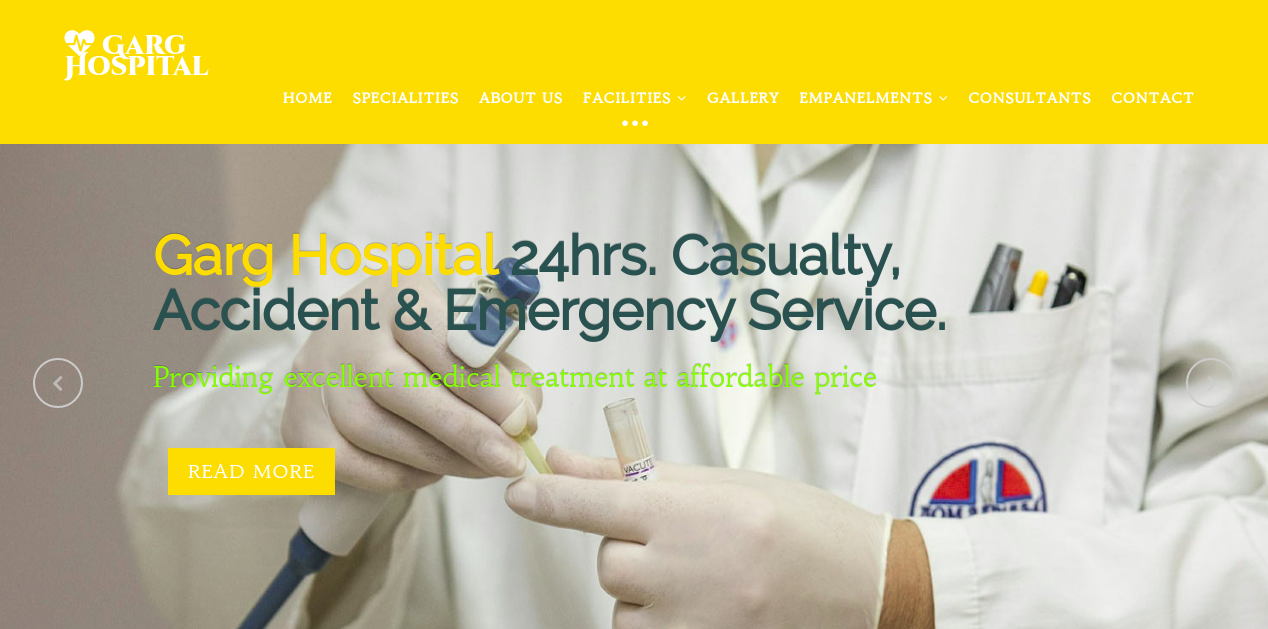 GARG
HOSPITAL
HOME SPECIALITIES ABOUT US FACILITIES GALLERY EMPANELMENTS CONSULTANTS CONTACT
Garg Hospital 24hrs. Casualty,
Accident & Emergency Service.
Providing excellent medical treatment at affordable price
READ MORE